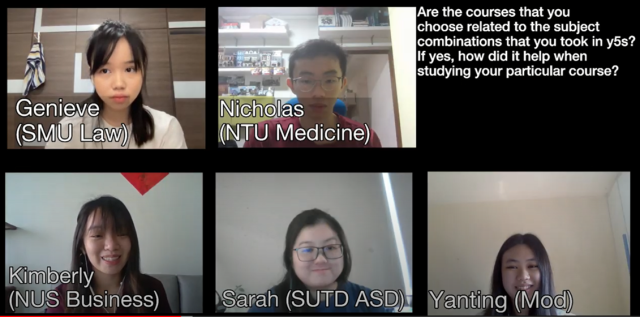 Are the courses that you
choose related to the subject
combinations that you took in y5s?
If yes, how did it help when
studying your particular course?
Genieve
(SMU Law)
Nicholas
(NTU Medicine)
Kimberly
(NUS Business)
Sarah (SUTD ASD)
Yanting (Mod)